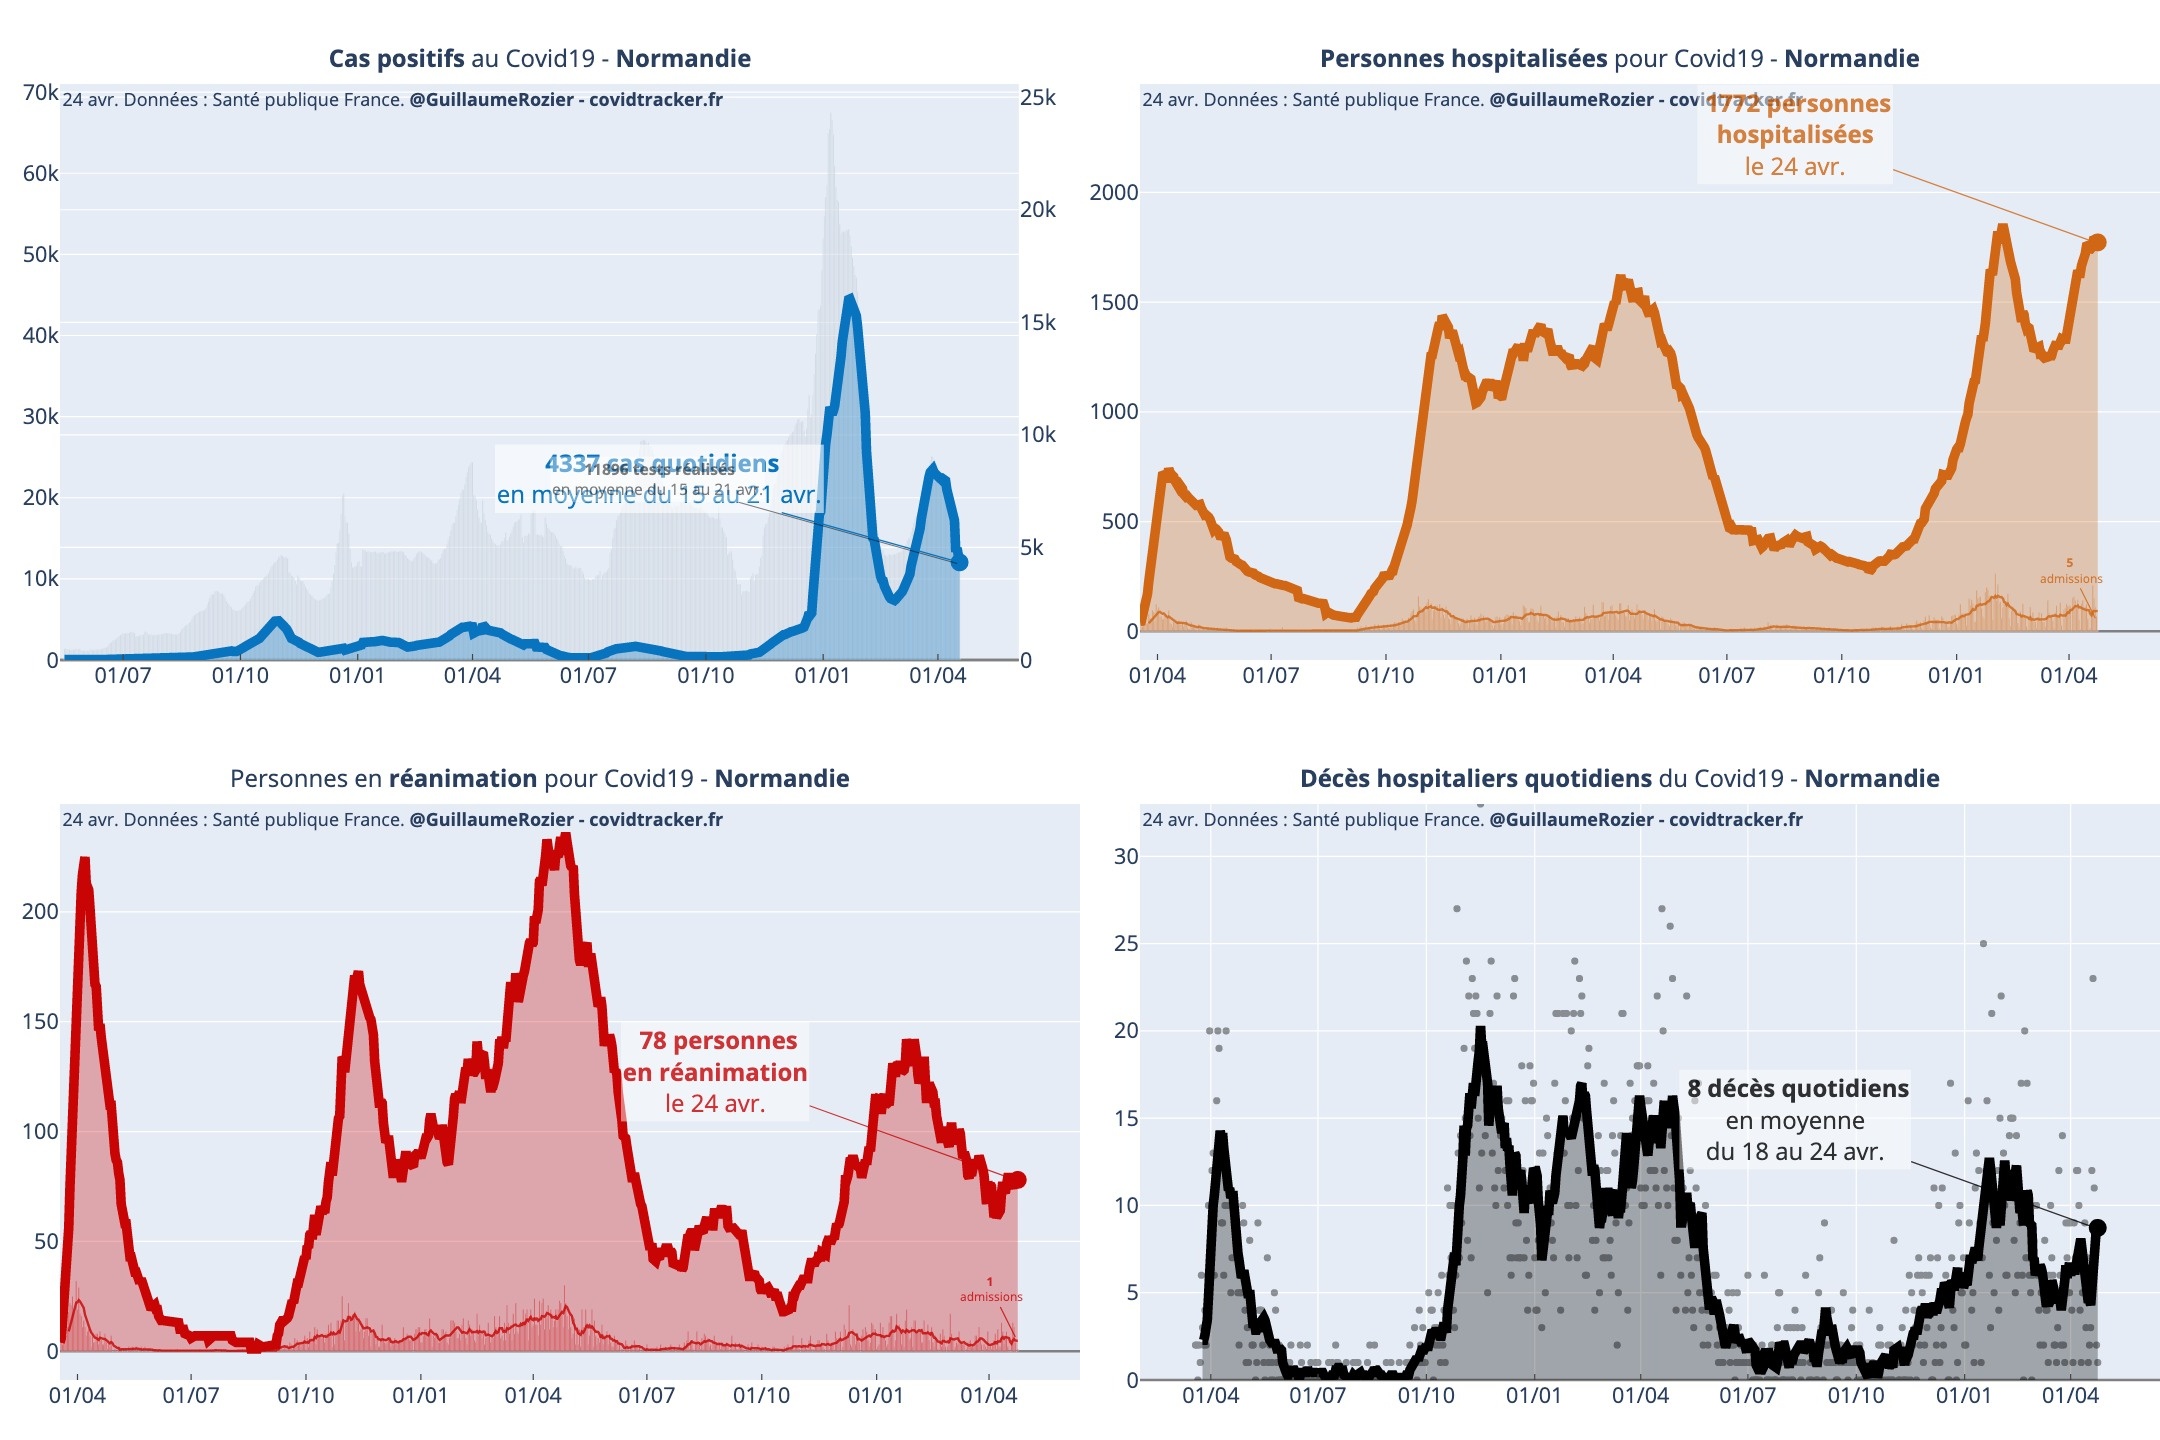 Cas positifs au Covid19 - Normandie
24 avr. Données : Santé publique France. @GuillaumeRozier - covidtracker.fr
70k
60k
50k
40k
30k
20k
10k
0
25k
20k
15k
10k
5k
0
4337 cas quotidiens
en moyenne du 15 au 21 avr.
11896 tests réalisés
en moyenne du 15 au 21 avr.
01/07 01/10 01/01 01/04 01/07 01/10 01/01 01/04
Personnes hospitalisées pour Covid19 - Normandie
24 avr. Données : Santé publique France. @GuillaumeRozier - covidtracker.fr
1772 personnes
hospitalisées
le 24 avr.
2000
1500
1000
500
0
5
admissions
01/04 01/07 01/10 01/01 01/04 01/07 01/10 01/01 01/04
Personnes en réanimation pour Covid19 - Normandie
24 avr. Données : Santé publique France. @GuillaumeRozier - covidtracker.fr
200
150
100
50
0
78 personnes
en réanimation
le 24 avr.
1
admissions
01/04 01/07 01/10 01/01 01/04 01/07 01/10 01/01 01/04
Décès hospitaliers quotidiens du Covid19 - Normandie
24 avr. Données : Santé publique France. @GuillaumeRozier - covidtracker.fr
30
25
20
15
10
5
0
8 décès quotidiens
en moyenne
du 18 au 24 avr.
01/04 01/07 01/10 01/01 01/04 01/07 01/10 01/01 01/04